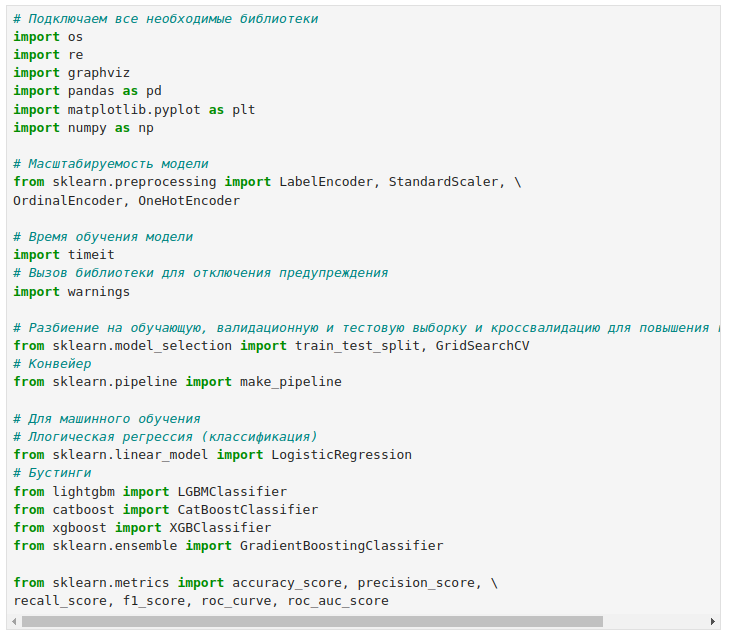 # Подключаем все необходимые библиотеки
import os
import re
import graphviz
import pandas as pd
import matplotlib.pyplot as plt
import numpy as np
# Масштабируемость модели
from sklearn.preprocessing import LabelEncoder, StandardScaler, \
OrdinalEncoder, OneHotEncoder
# Время обучения модели
import timeit
# Вызов библиотеки для отключения предупреждения
import warnings
# Разбиение на обучающую, валидационную и тестовую выборку и кроссвалидацию для повышения
from sklearn.model_selection import train_test_split, GridSearchCV
# Конвейер
from sklearn.pipeline import make_pipeline
# Для машинного обучения
# Ллогическая регрессия (классификация)
from sklearn.linear_model import LogisticRegression
# Бустинги
from lightgbm import LGBMClassifier
from catboost import CatBoostClassifier
from xgboost import XGBClassifier
from sklearn.ensemble import GradientBoostingClassifier
from sklearn.metrics import accuracy_score, precision_score, \
recall_score, f1_score, roc_curve, roc_auc_score